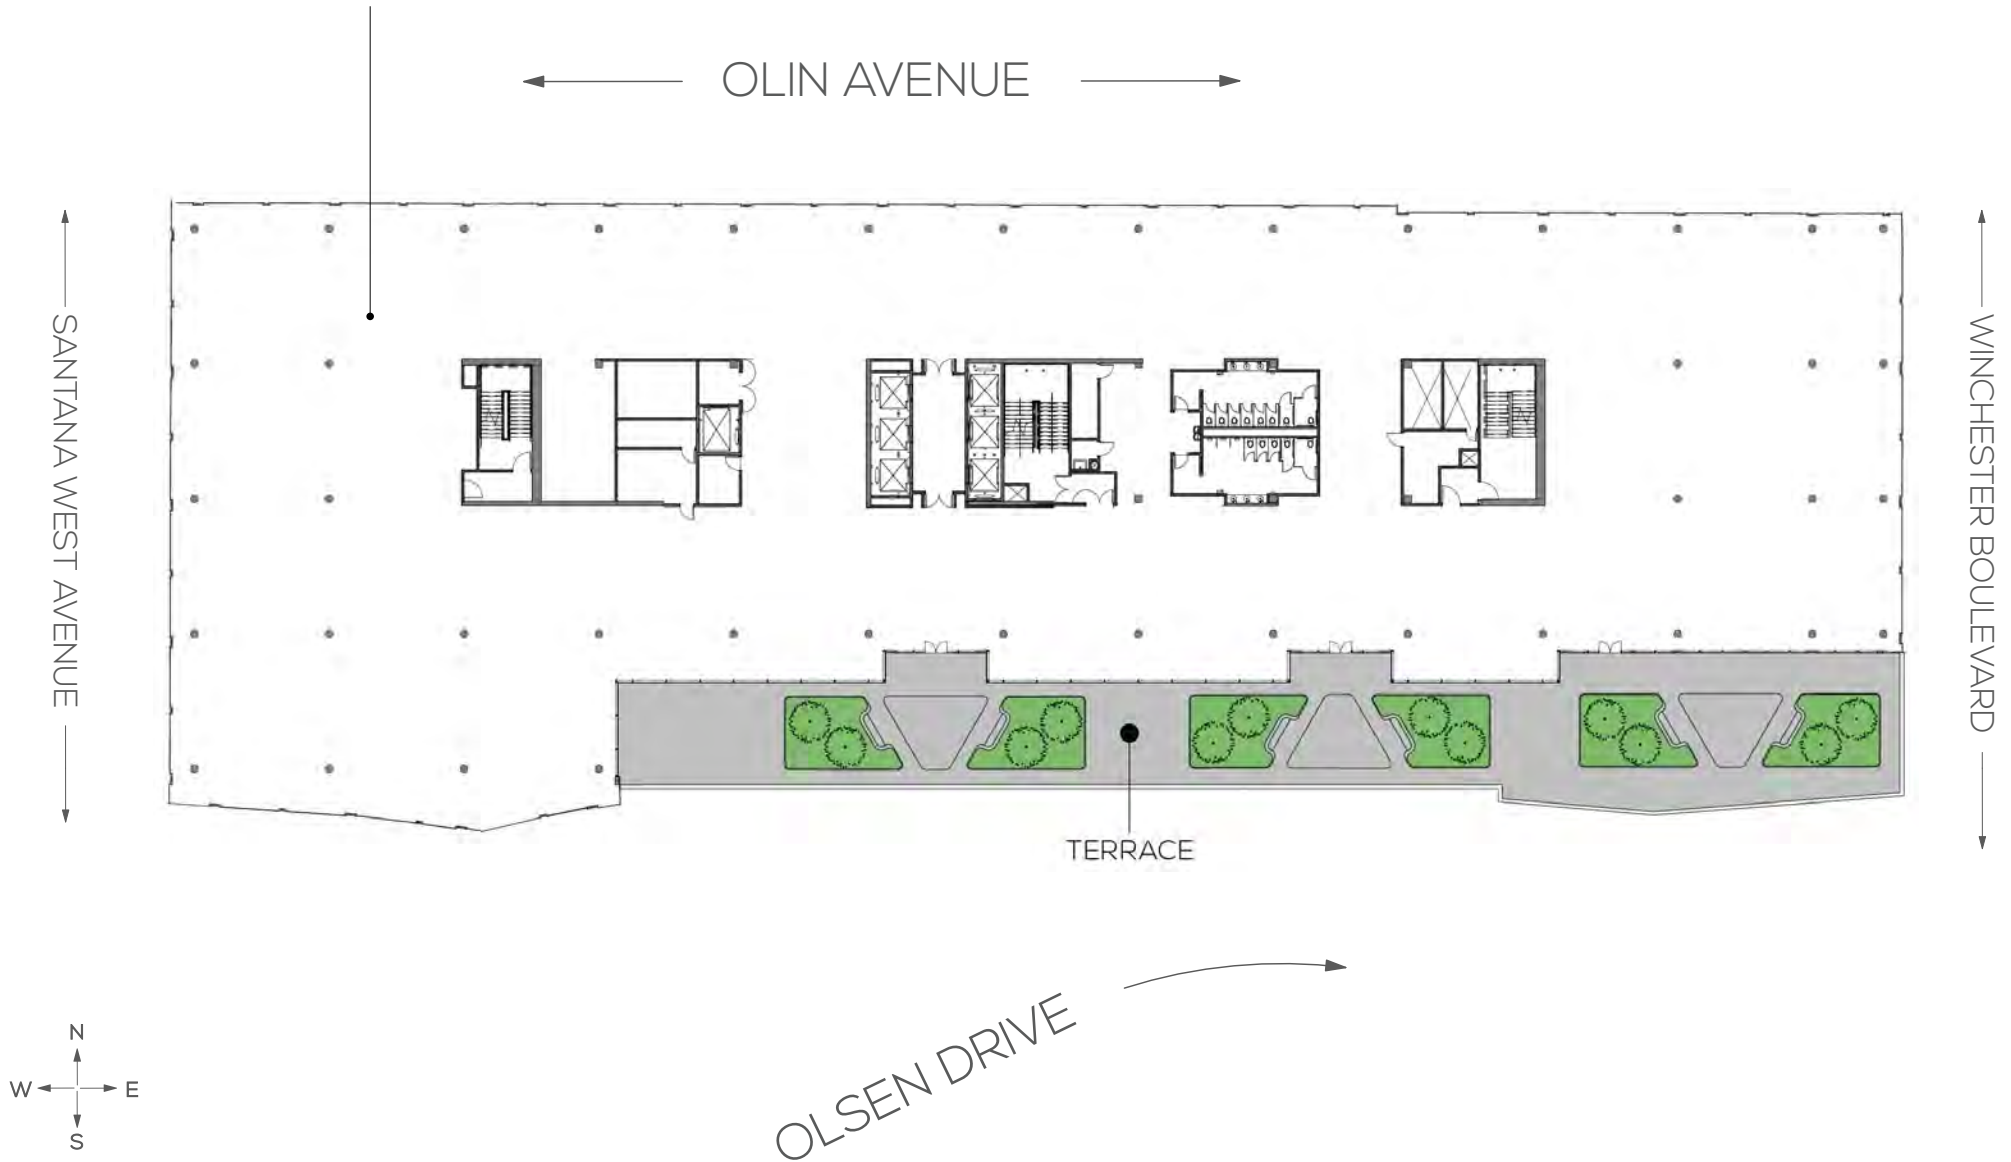 OLIN AVENUE
SANTANA WEST AVENUE
WINCHESTER BOULEVARD
TERRACE
OLSEN DRIVE
N
W E
S